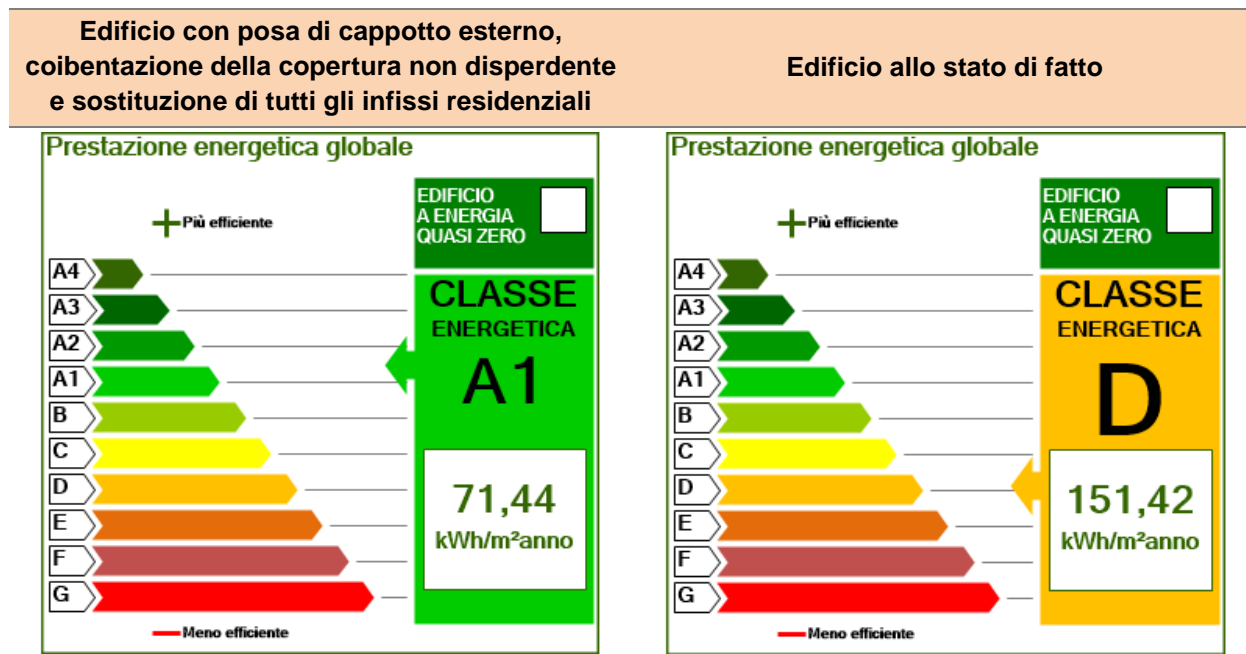 Edificio con posa di cappotto esterno,
coibentazione della copertura non disperdente
e sostituzione di tutti gli infissi residenziali
Edificio allo stato di fatto
Prestazione energetica globale
EDIFICIO
A ENERGIA
QUASI ZERO
Più efficiente
A4
A3
A2
A1
B
C
D
E
F
G
CLASSE
ENERGETICA
A1
71,44
kWh/m²anno
Meno efficiente
Prestazione energetica globale
EDIFICIO
A ENERGIA
QUASI ZERO
Più efficiente
A4
A3
A2
A1
B
C
D
E
F
G
CLASSE
ENERGETICA
D
151,42
kWh/m²anno
Meno efficiente